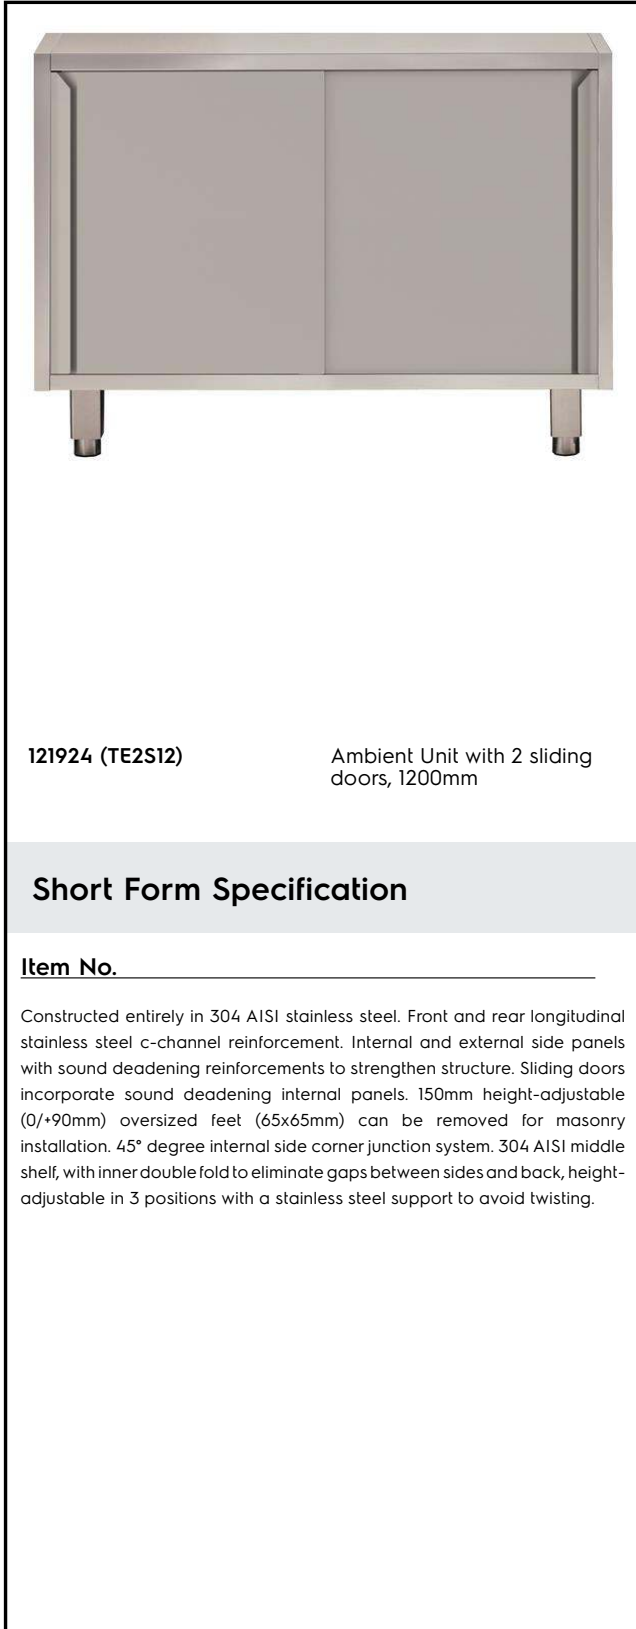 121924 (TE2S12)
Ambient Unit with 2 sliding
doors, 1200mm
Short Form Specification
Item No.
Constructed entirely in 304 AISI stainless steel. Front and rear longitudinal
stainless steel c-channel reinforcement. Internal and external side panels
with sound deadening reinforcements to strengthen structure. Sliding doors
incorporate sound deadening internal panels. 150mm height-adjustable
(0/+90mm) oversized feet (65x65mm) can be removed for masonry
installation. 45° degree internal side corner junction system. 304 AISI middle
shelf, with inner double fold to eliminate gaps between sides and back, height-
adjustable in 3 positions with a stainless steel support to avoid twisting.